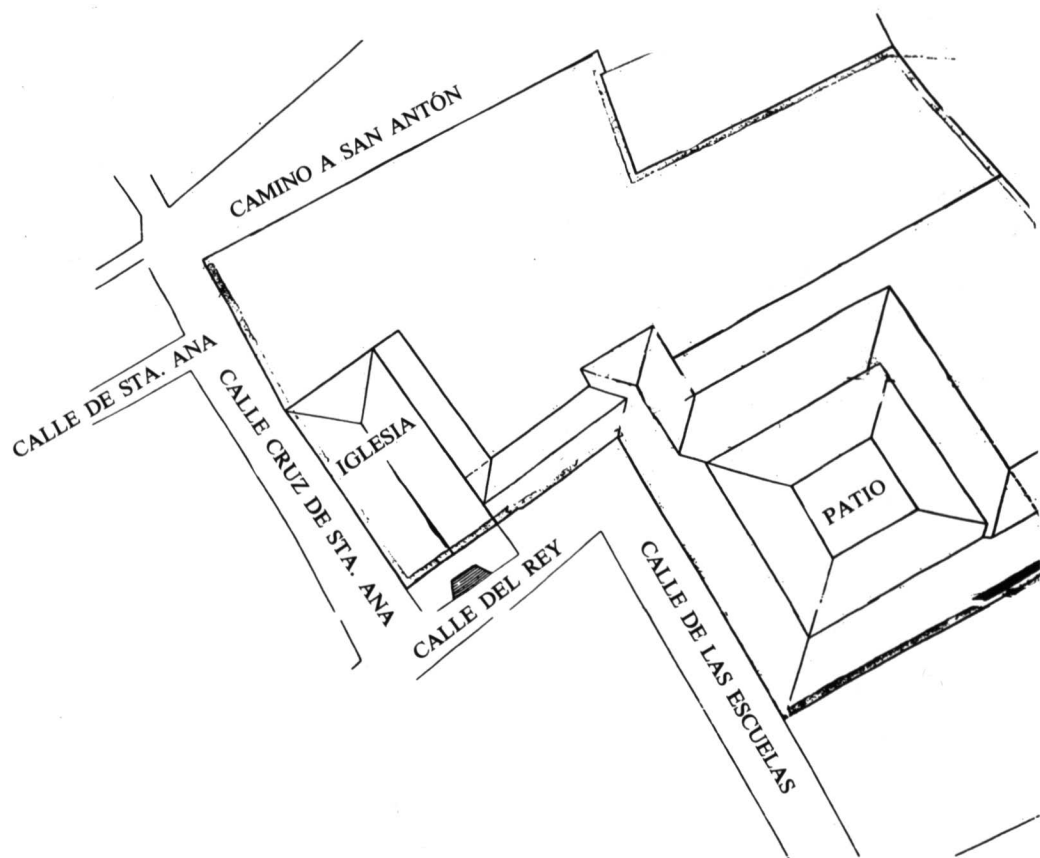 CAMINO A SAN ANTÓN
CALLE DE STA. ANA
CALLE CRUZ DE STA. ANA
IGLESIA
PATIO
CALLE DEL REY
CALLE DE LAS ESCUELAS